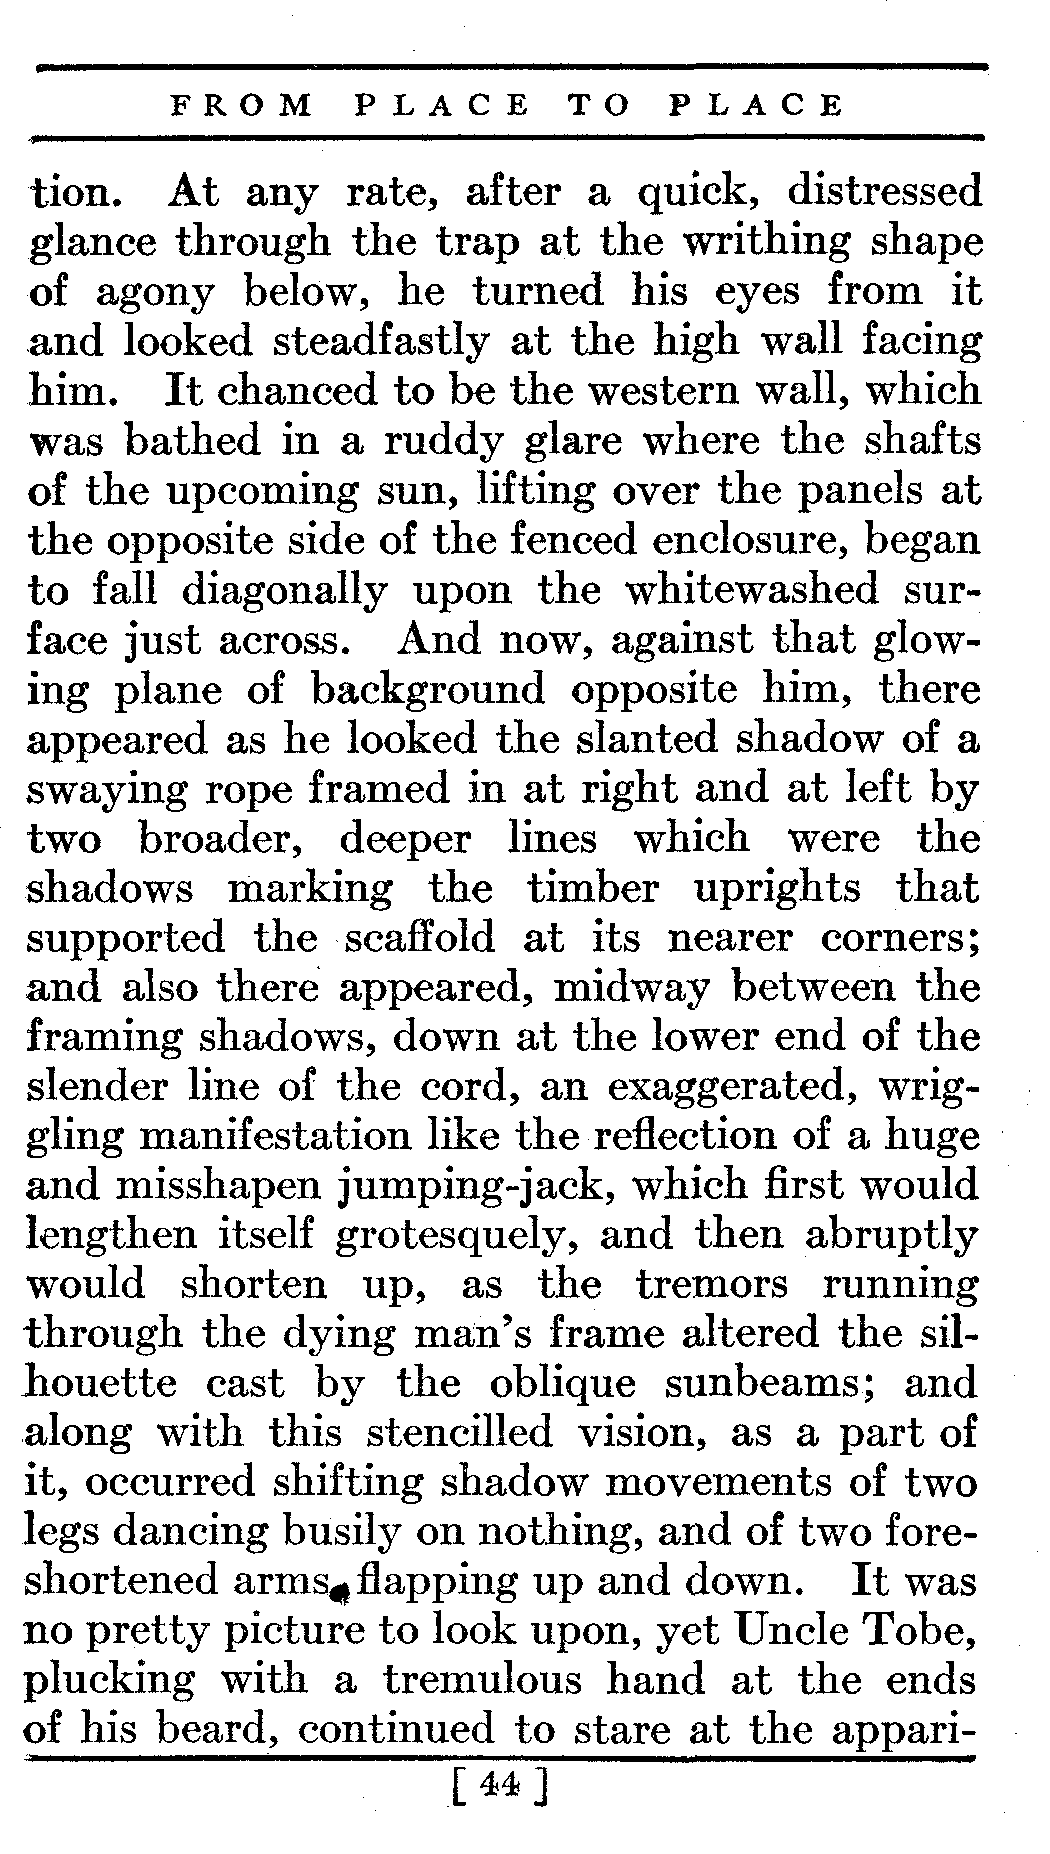 FROM PLACE TO PLACE
tion. At any rate, after a quick, distressed
glance through the trap at the writhing shape
of agony below, he turned his eyes from it
and looked steadfastly at the high wall facing
him. It chanced to be the western wall, which
was bathed in a ruddy glare where the shafts
of the upcoming sun, lifting over the panels at
the opposite side of the fenced enclosure, began
to fall diagonally upon the whitewashed sur-
face just across. And now, against that glow-
ing plane of background opposite him, there
appeared as he looked the slanted shadow of a
swaying rope framed in at right and at left by
two broader, deeper lines which were the
shadows marking the timber uprights that
supported the scaffold at its nearer corners;
and also there appeared, midway between the
framing shadows, down at the lower end of the
slender line of the cord, an exaggerated, wrig-
gling manifestation like the reflection of a huge
and misshapen jumping-jack, which first would
lengthen itself grotesquely, and then abruptly
would shorten up, as the tremors running
through the dying man's frame altered the sil-
houette cast by the oblique sunbeams; and
along with this stencilled vision, as a part of
it, occurred shifting shadow movements of two
legs dancing busily on nothing, and of two fore-
shortened arms, flapping up and down. It was
no pretty picture to look upon, yet Uncle Tobe,
plucking with a tremulous hand at the ends
of his beard, continued to stare at the appari-
[ 44 ]